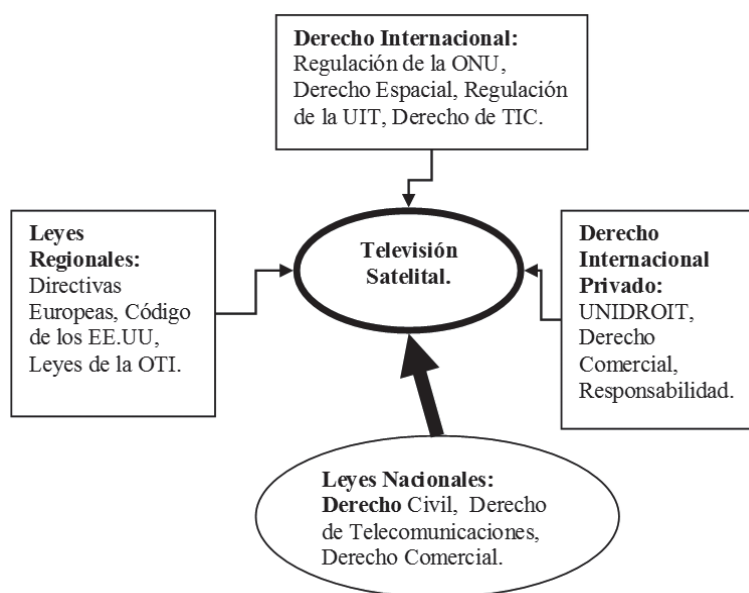 Derecho Internacional:
Regulación de la ONU,
Derecho Espacial, Regulación
de la UIT, Derecho de TIC.
Leyes
Regionales:
Directivas
Europeas, Código
de los EE.UU,
Leyes de la OTI.
Televisión
Satelital.
Derecho
Internacional
Privado:
UNIDROIT,
Derecho
Comercial,
Responsabilidad.
Leyes Nacionales:
Derecho Civil, Derecho
de Telecomunicaciones,
Derecho Comercial.